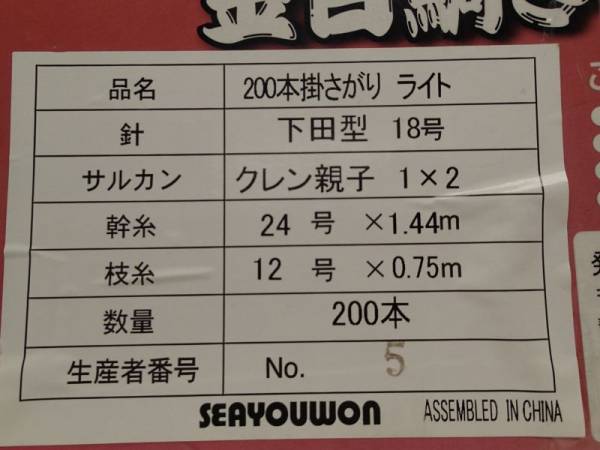 金目鯛
品名 200本掛さがり ライト
針 下田型 18号
サルカン クレン親子 1×2
幹糸 24 号 ×1.44m
枝糸 12 号 ×0.75m
数量 200本
生産者番号 No. 5
SEAYOUWON ASSEMBLED IN CHINA